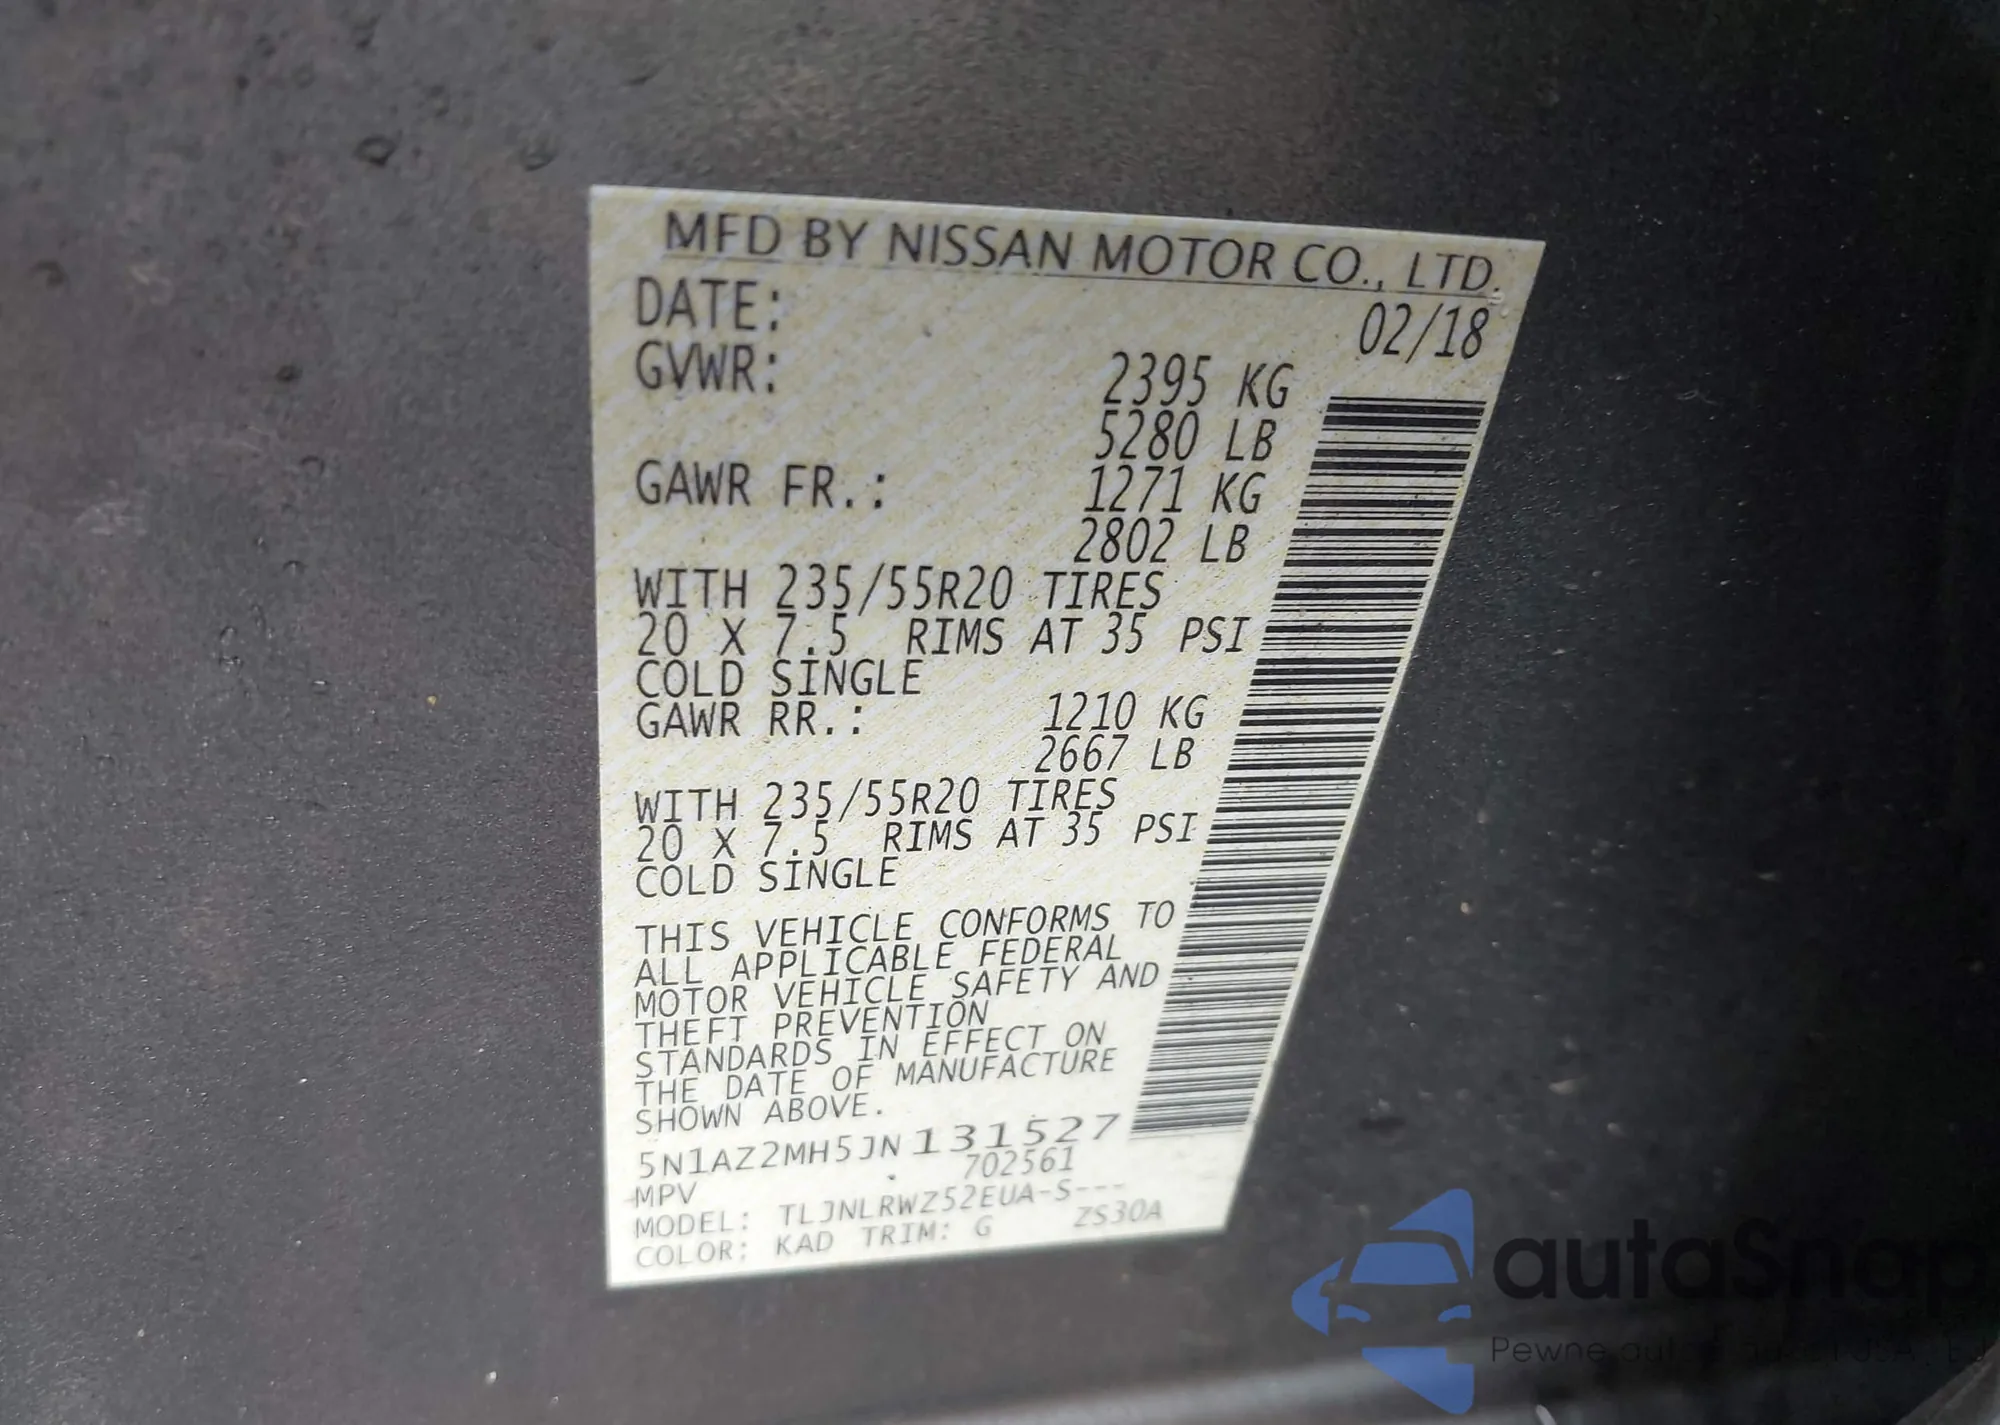 MFD BY NISSAN MOTOR CO., LTD.
DATE: 02/18
GVWR: 2395 KG
5280 LB
GAWR FR.: 1271 KG
2802 LB
WITH 235/55R20 TIRES
20 X 7.5 RIMS AT 35 PSI
COLD SINGLE
GAWR RR.: 1210 KG
2667 LB
WITH 235/55R20 TIRES
20 X 7.5 RIMS AT 35 PSI
COLD SINGLE
THIS VEHICLE CONFORMS TO
ALL APPLICABLE FEDERAL
MOTOR VEHICLE SAFETY AND
THEFT PREVENTION
STANDARDS IN EFFECT ON
THE DATE OF MANUFACTURE
SHOWN ABOVE.
5N1AZ2MH5JN131527
702561
MPV
MODEL: TLJNLRWZ52EUA-S---
COLOR: KAD TRIM: G ZS30A
autaSnap
Pewne